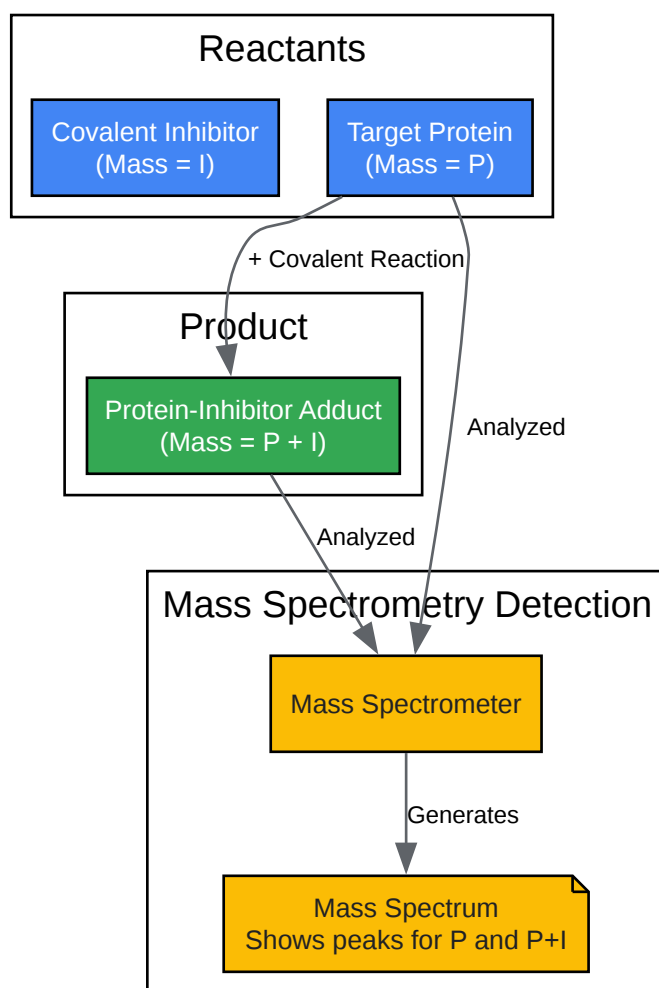 Reactants
Covalent Inhibitor
(Mass = I)
Target Protein
(Mass = P)
+ Covalent Reaction
Product
Protein-Inhibitor Adduct
(Mass = P + I)
Analyzed
Analyzed
Mass Spectrometry Detection
Mass Spectrometer
Generates
Mass Spectrum
Shows peaks for P and P+I